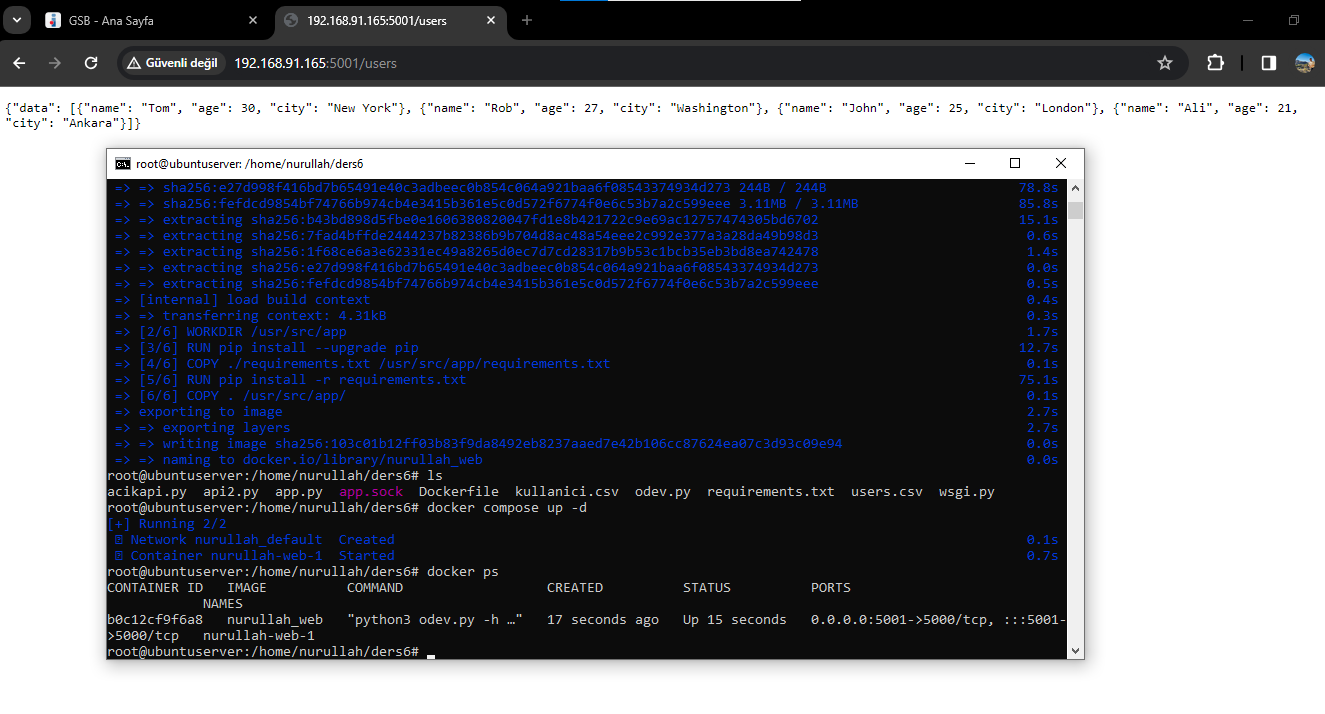 GSB - Ana Sayfa
192.168.91.165:5001/users
Güvenli değil
192.168.91.165:5001/users
{"data": [{"name": "Tom", "age": 30, "city": "New York"}, {"name": "Rob", "age": 27, "city": "Washington"}, {"name": "John", "age": 25, "city": "London"}, {"name": "Ali", "age": 21,
"city": "Ankara"}]}
root@ubuntuserver: /home/nurullah/ders6
=> => sha256:e27d998f416bd7b65491e40c3adbeec0b854c064a921baa6f08543374934d273 244B / 244B 78.8s
=> => sha256:fefdcd9854bf74766b974cb4e3415b361e5c0d572f6774f0e6c53b7a2c599eee 3.11MB / 3.11MB 85.8s
=> => extracting sha256:b43bd898d5fbe0e1606380820047fd1e8b421722c9e69ac12757474305bd6702 15.1s
=> => extracting sha256:7fad4bffde2444237b82386b9b704d8ac48a54eee2c992e377a3a28da49b98d3 0.6s
=> => extracting sha256:1f68ce6a3e62331ec49a8265d0ec7d7cd28317b9b53c1bcb35eb3bd8ea742478 1.4s
=> => extracting sha256:e27d998f416bd7b65491e40c3adbeec0b854c064a921baa6f08543374934d273 0.0s
=> => extracting sha256:fefdcd9854bf74766b974cb4e3415b361e5c0d572f6774f0e6c53b7a2c599eee 0.5s
=> [internal] load build context 0.4s
=> => transferring context: 4.31kB 0.3s
=> [2/6] WORKDIR /usr/src/app 1.7s
=> [3/6] RUN pip install --upgrade pip 12.7s
=> [4/6] COPY ./requirements.txt /usr/src/app/requirements.txt 0.1s
=> [5/6] RUN pip install -r requirements.txt 75.1s
=> [6/6] COPY . /usr/src/app/ 0.1s
=> exporting to image 2.7s
=> => exporting layers 2.7s
=> => writing image sha256:103c01b12ff03b83f9da8492eb8237aaed7e42b106cc87624ea07c3d93c09e94 0.0s
=> => naming to docker.io/library/nurullah_web 0.0s
root@ubuntuserver:/home/nurullah/ders6# ls
acikapi.py api2.py app.py app.sock Dockerfile kullanici.csv odev.py requirements.txt users.csv wsgi.py
root@ubuntuserver:/home/nurullah/ders6# docker compose up -d
[+] Running 2/2
Network nurullah_default Created 0.1s
Container nurullah-web-1 Started 0.7s
root@ubuntuserver:/home/nurullah/ders6# docker ps
CONTAINER ID IMAGE COMMAND CREATED STATUS PORTS
NAMES
b0c12cf9f6a8 nurullah_web "python3 odev.py -h …" 17 seconds ago Up 15 seconds 0.0.0.0:5001->5000/tcp, :::5001-
>5000/tcp nurullah-web-1
root@ubuntuserver:/home/nurullah/ders6#